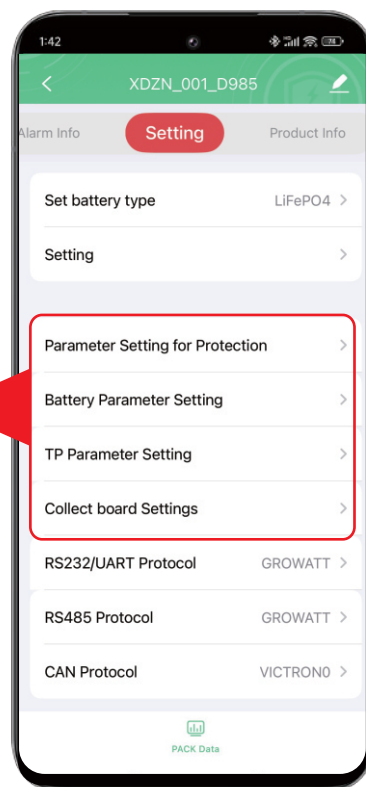 1:42
78
XDZN_001_D985
Alarm Info Setting Product Info
Set battery type LiFePO4
Setting
Parameter Setting for Protection
Battery Parameter Setting
TP Parameter Setting
Collect board Settings
RS232/UART Protocol GROWATT
RS485 Protocol GROWATT
CAN Protocol VICTRON0
PACK Data